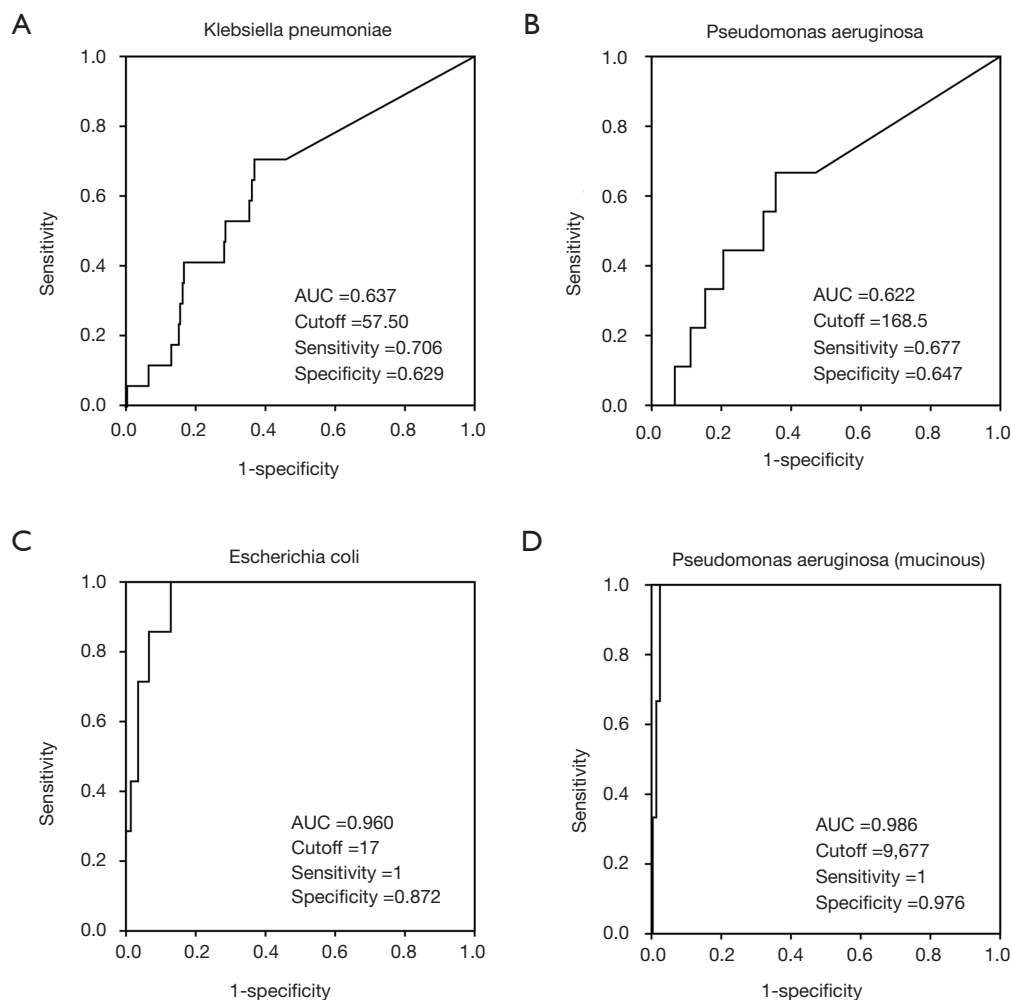 A
Klebsiella pneumoniae
1.0
0.8
0.6
0.4
0.2
0.0
Sensitivity
AUC =0.637
Cutoff =57.50
Sensitivity =0.706
Specificity =0.629
0.0 0.2 0.4 0.6 0.8 1.0
1-specificity
B
Pseudomonas aeruginosa
1.0
0.8
0.6
0.4
0.2
0.0
Sensitivity
AUC =0.622
Cutoff =168.5
Sensitivity =0.677
Specificity =0.647
0.0 0.2 0.4 0.6 0.8 1.0
1-specificity
C
Escherichia coli
1.0
0.8
0.6
0.4
0.2
0.0
Sensitivity
AUC =0.960
Cutoff =17
Sensitivity =1
Specificity =0.872
0.0 0.2 0.4 0.6 0.8 1.0
1-specificity
D
Pseudomonas aeruginosa (mucinous)
1.0
0.8
0.6
0.4
0.2
0.0
Sensitivity
AUC =0.986
Cutoff =9,677
Sensitivity =1
Specificity =0.976
0.0 0.2 0.4 0.6 0.8 1.0
1-specificity